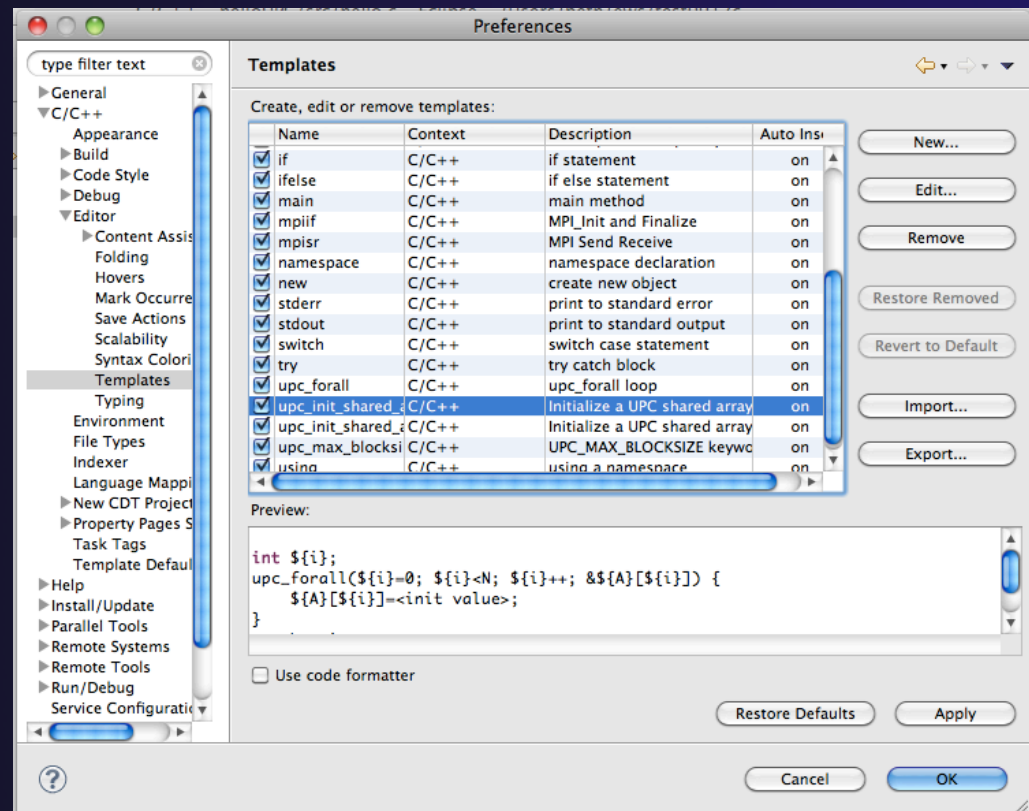 Preferences
type filter text
General
C/C++
Appearance
Build
Code Style
Debug
Editor
Content Assis
Folding
Hovers
Mark Occurre
Save Actions
Scalability
Syntax Colori
Templates
Typing
Environment
File Types
Indexer
Language Mappi
New CDT Project
Property Pages S
Task Tags
Template Defaul
Help
Install/Update
Parallel Tools
Remote Systems
Remote Tools
Run/Debug
Service Configurati
Templates
Create, edit or remove templates:
Name Context Description Auto Inse
if C/C++ if statement on
ifelse C/C++ if else statement on
main C/C++ main method on
mpiif C/C++ MPI_Init and Finalize on
mpisr C/C++ MPI Send Receive on
namespace C/C++ namespace declaration on
new C/C++ create new object on
stderr C/C++ print to standard error on
stdout C/C++ print to standard output on
switch C/C++ switch case statement on
try C/C++ try catch block on
upc_forall C/C++ upc_forall loop on
upc_init_shared_a C/C++ Initialize a UPC shared array on
upc_init_shared_a C/C++ Initialize a UPC shared array on
upc_max_blocksi C/C++ UPC_MAX_BLOCKSIZE keywo on
using C/C++ using a namespace on
New...
Edit...
Remove
Restore Removed
Revert to Default
Import...
Export...
Preview:
int ${i};
upc_forall(${i}=0; ${i}<N; ${i}++; &${A}[${i}]) {
${A}[${i}]=<init value>;
}
Use code formatter
Restore Defaults
Apply
?
Cancel
OK